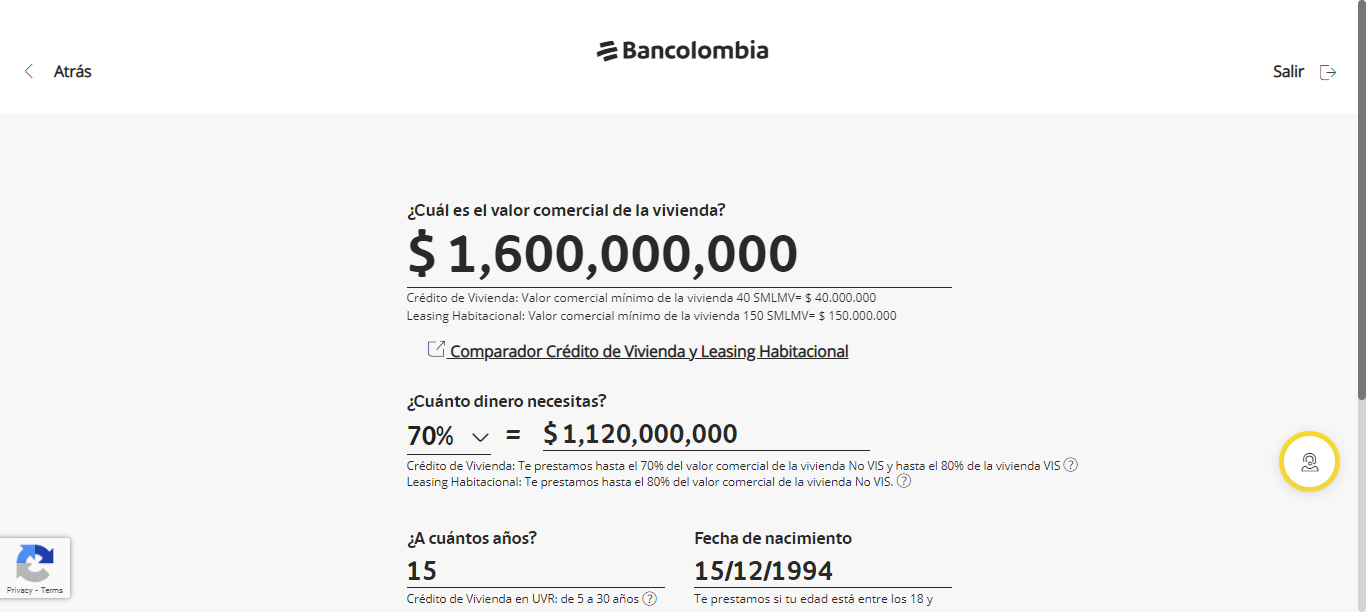 Bancolombia
Atrás
Salir
¿Cuál es el valor comercial de la vivienda?
$ 1,600,000,000
Crédito de Vivienda: Valor comercial mínimo de la vivienda 40 SMLMV= $ 40.000.000
Leasing Habitacional: Valor comercial mínimo de la vivienda 150 SMLMV= $ 150.000.000
Comparador Crédito de Vivienda y Leasing Habitacional
¿Cuánto dinero necesitas?
70% = $ 1,120,000,000
Crédito de Vivienda: Te prestamos hasta el 70% del valor comercial de la vivienda No VIS y hasta el 80% de la vivienda VIS ?
Leasing Habitacional: Te prestamos hasta el 80% del valor comercial de la vivienda No VIS. ?
¿A cuántos años?
15
Crédito de Vivienda en UVR: de 5 a 30 años ?
Fecha de nacimiento
15/12/1994
Te prestamos si tu edad está entre los 18 y
Privacy - Terms